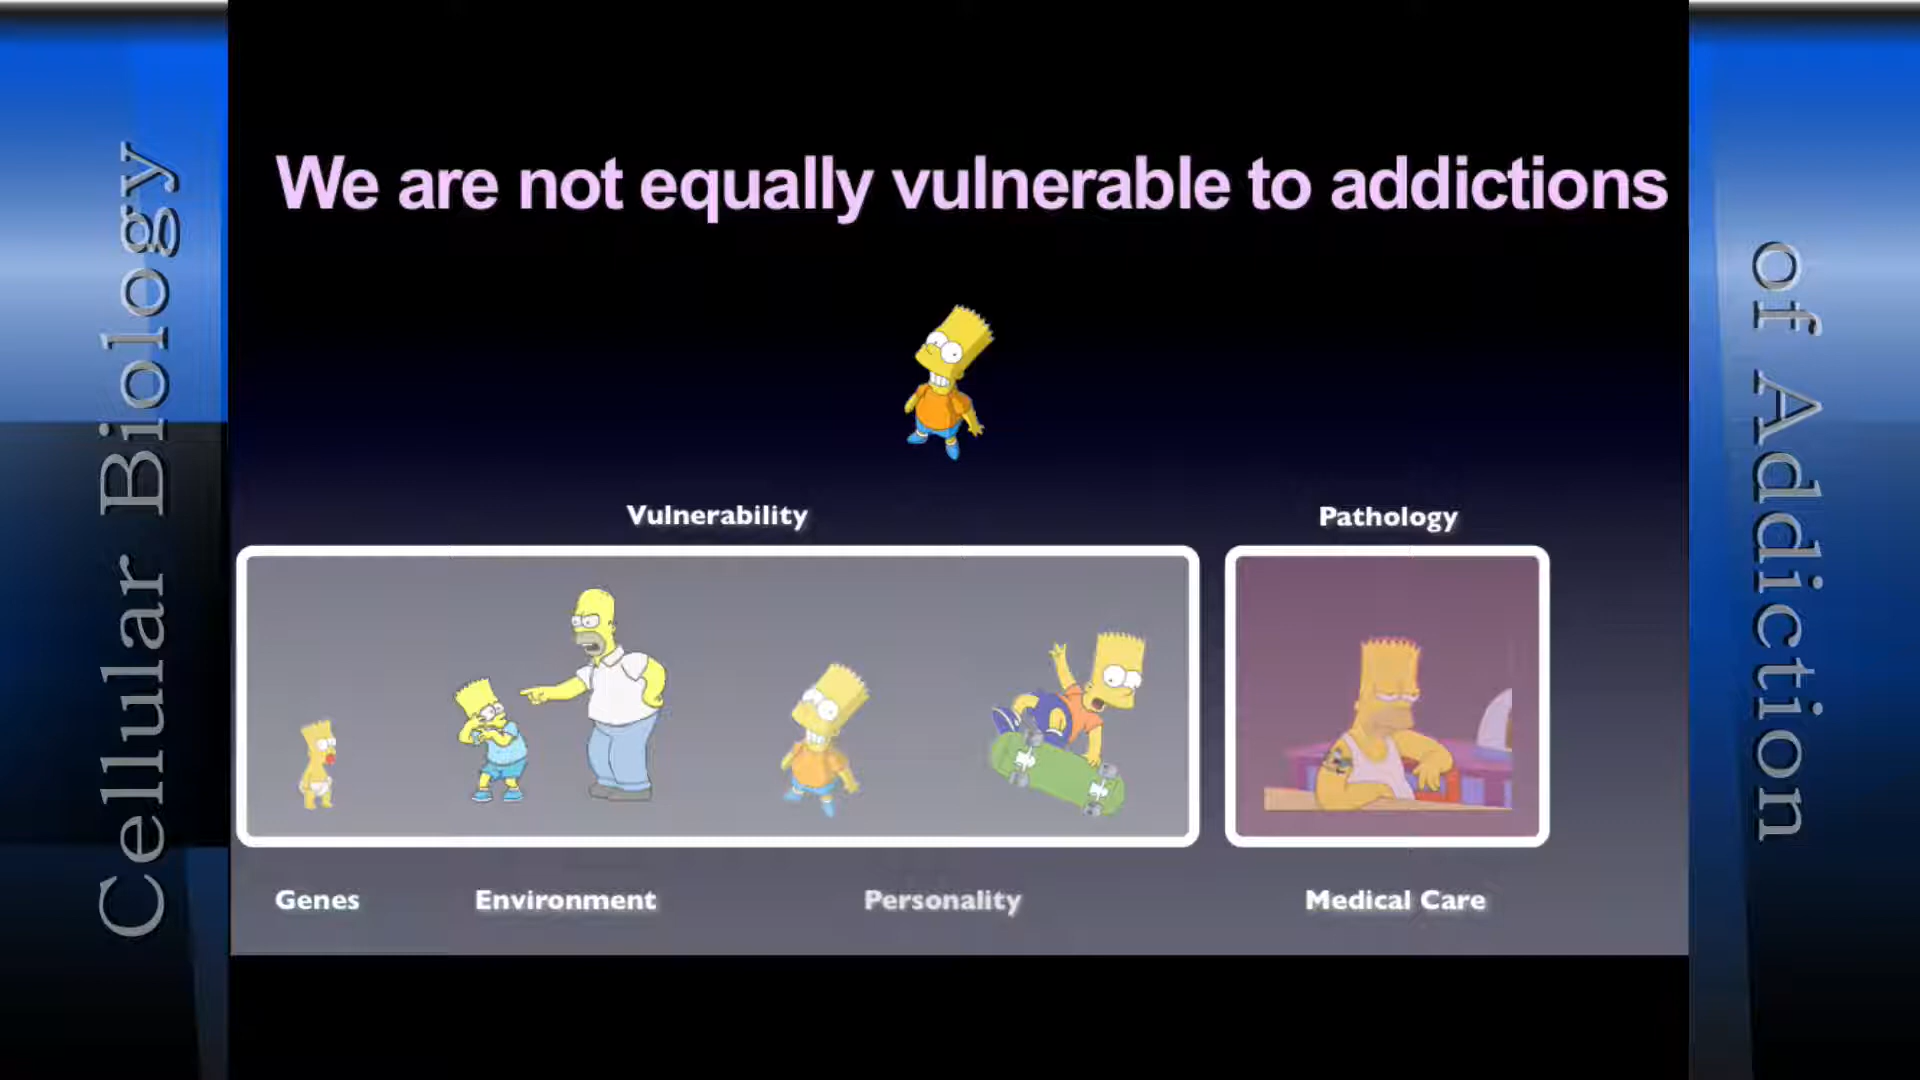 Cellular Biology
We are not equally vulnerable to addictions
Vulnerability
Pathology
Genes
Environment
Personality
Medical Care
of Addiction